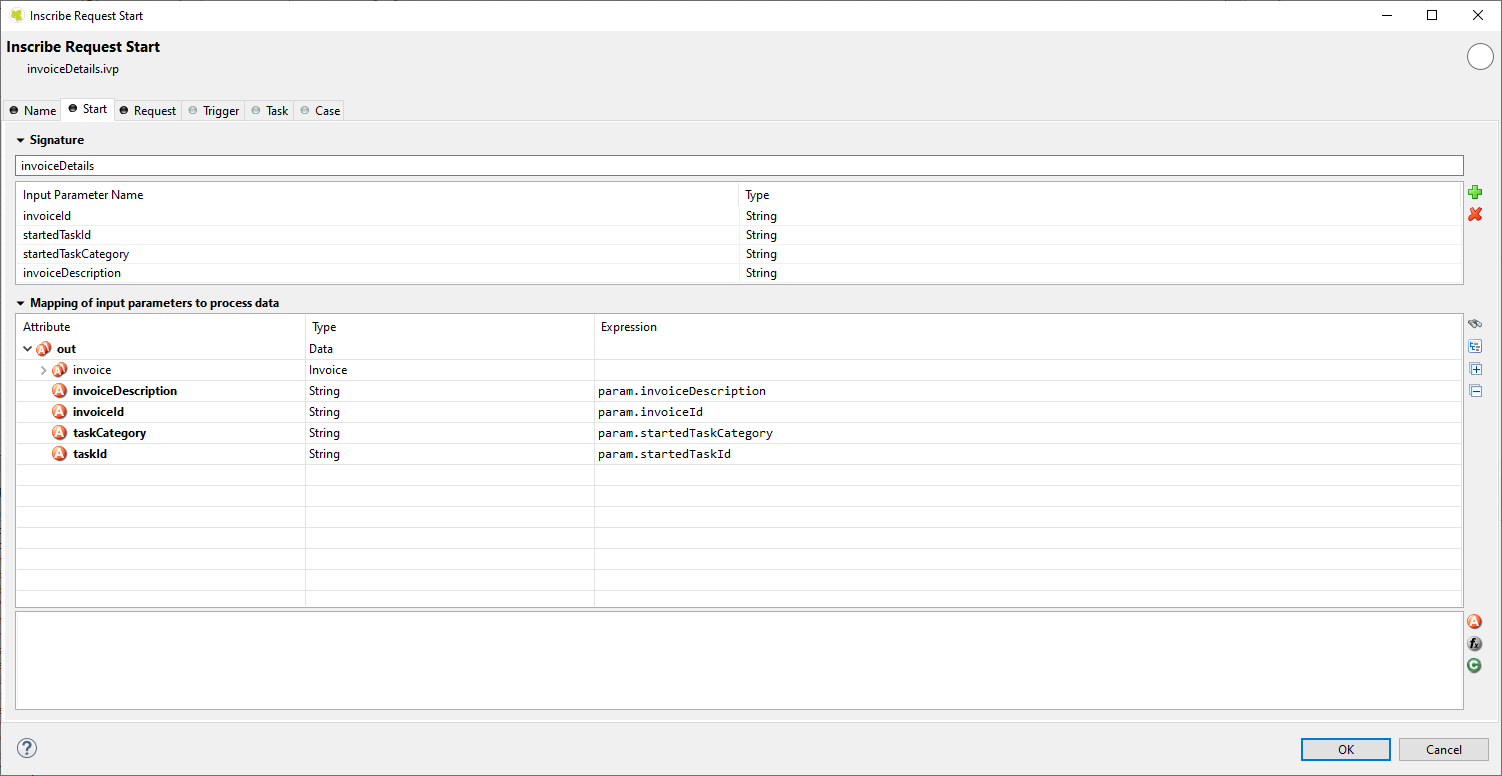 Inscribe Request Start
Inscribe Request Start
invoiceDetails.ivp
Name Start Request Trigger Task Case
Signature
invoiceDetails
Input Parameter Name Type
invoiceId String
startedTaskId String
startedTaskCategory String
invoiceDescription String
Mapping of input parameters to process data
Attribute Type Expression
out Data
invoice Invoice
invoiceDescription String param.invoiceDescription
invoiceId String param.invoiceId
taskCategory String param.startedTaskCategory
taskId String param.startedTaskId
OK Cancel